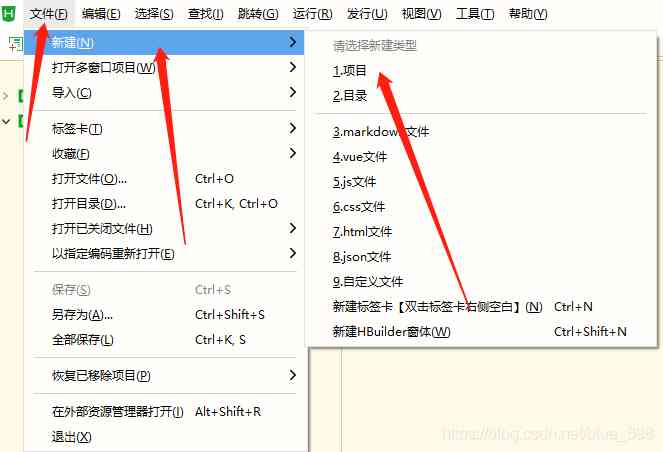 文件(F) 编辑(E) 选择(S) 查找(I) 跳转(G) 运行(R) 发行(U) 视图(V) 工具(T) 帮助(Y)
新建(N)
打开多窗口项目(W)
导入(C)
标签卡(T)
收藏(F)
打开文件(O)... Ctrl+O
打开目录(D)... Ctrl+K, Ctrl+O
打开已关闭文件(H)
以指定编码重新打开(E)
保存(S) Ctrl+S
另存为(A)... Ctrl+Shift+S
全部保存(L) Ctrl+K, S
恢复已移除项目(P)
在外部资源管理器打开(I) Alt+Shift+R
退出(X)
请选择新建类型
1.项目
2.目录
3.markdown文件
4.vue文件
5.js文件
6.css文件
7.html文件
8.json文件
9.自定义文件
新建标签卡【双击标签卡右侧空白】(N) Ctrl+N
新建HBuilder窗体(W) Ctrl+Shift+N
https://blog.csdn.net/blue_698